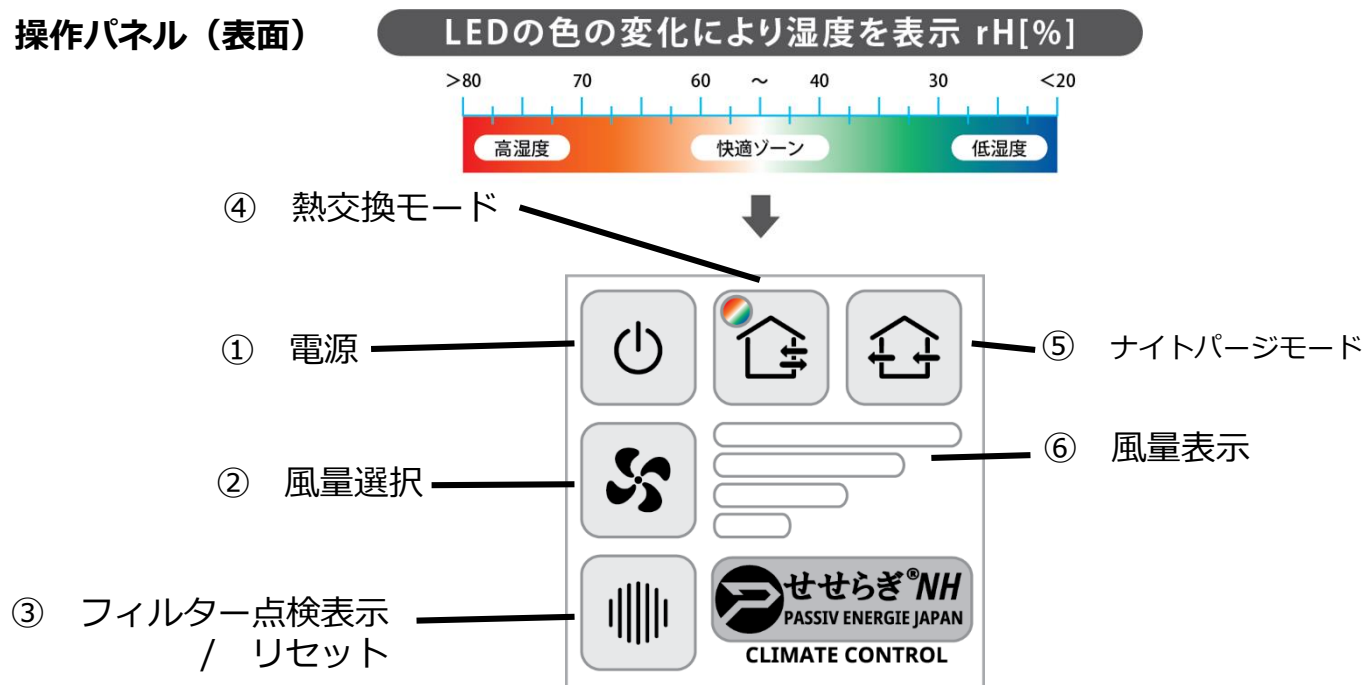 操作パネル（表面）
LEDの色の変化により湿度を表示 rH[%]
>80 70 60 ～ 40 30 <20
高湿度 快適ゾーン 低湿度
④ 熱交換モード
① 電源
⑤ ナイトパージモード
⑥ 風量表示
② 風量選択
③ フィルター点検表示
/ リセット
せせらぎ®NH
PASSIV ENERGIE JAPAN
CLIMATE CONTROL